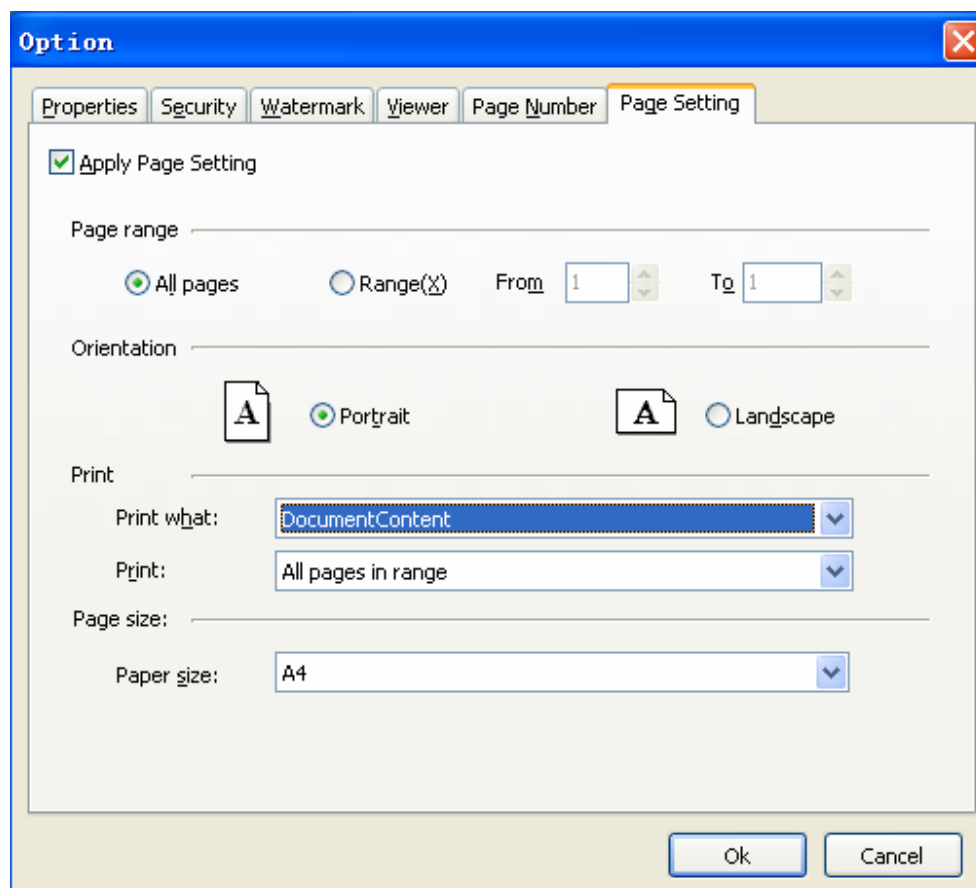 Option
Properties Security Watermark Viewer Page Number Page Setting
Apply Page Setting
Page range
All pages Range(X) From 1 To 1
Orientation
A Portrait A Landscape
Print
Print what: DocumentContent
Print: All pages in range
Page size:
Paper size: A4
Ok Cancel